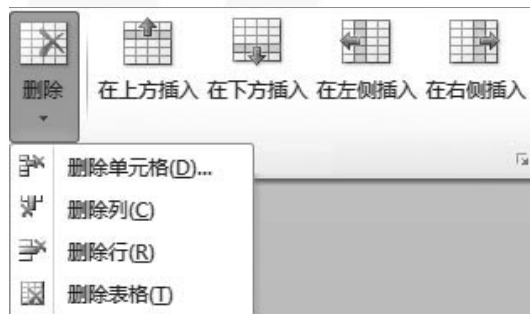 删除 在上方插入 在下方插入 在左侧插入 在右侧插入
删除单元格(D)...
删除列(C)
删除行(R)
删除表格(T)